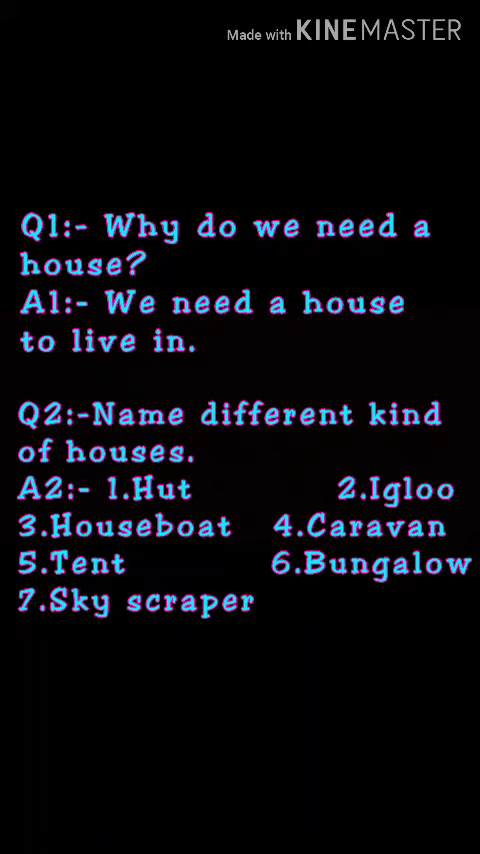 Made with KINEMASTER
Q1:- Why do we need a
house?
A1:- We need a house
to live in.
Q2:-Name different kind
of houses.
A2:- 1.Hut 2.Igloo
3.Houseboat 4.Caravan
5.Tent 6.Bungalow
7.Sky scraper